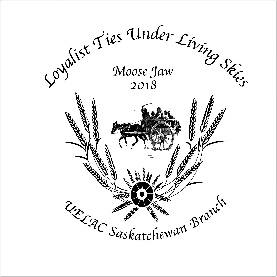 Loyalist Ties Under Living Skies
Moose Jaw
2018
UELAC Saskatchewan Branch